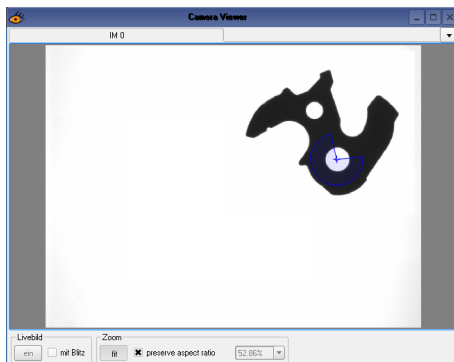 Camera Viewer
IM 0
Livebild
Zoom
ein
mit Blitz
fit
preserve aspect ratio
52.86%